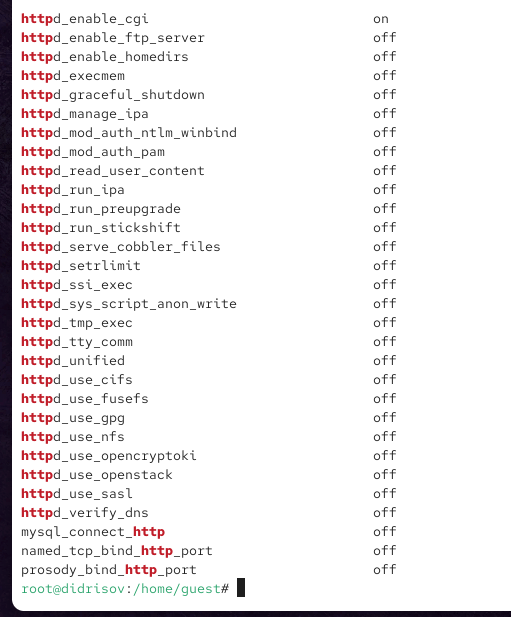 httpd_enable_cgi on
httpd_enable_ftp_server off
httpd_enable_homedirs off
httpd_execmem off
httpd_graceful_shutdown off
httpd_manage_ipa off
httpd_mod_auth_ntlm_winbind off
httpd_mod_auth_pam off
httpd_read_user_content off
httpd_run_ipa off
httpd_run_preupgrade off
httpd_run_stickshift off
httpd_serve_cobbler_files off
httpd_setrlimit off
httpd_ssi_exec off
httpd_sys_script_anon_write off
httpd_tmp_exec off
httpd_tty_comm off
httpd_unified off
httpd_use_cifs off
httpd_use_fusefs off
httpd_use_gpg off
httpd_use_nfs off
httpd_use_opencryptoki off
httpd_use_openstack off
httpd_use_sasl off
httpd_verify_dns off
mysql_connect_http off
named_tcp_bind_http_port off
prosody_bind_http_port off
root@didrisov:/home/guest#